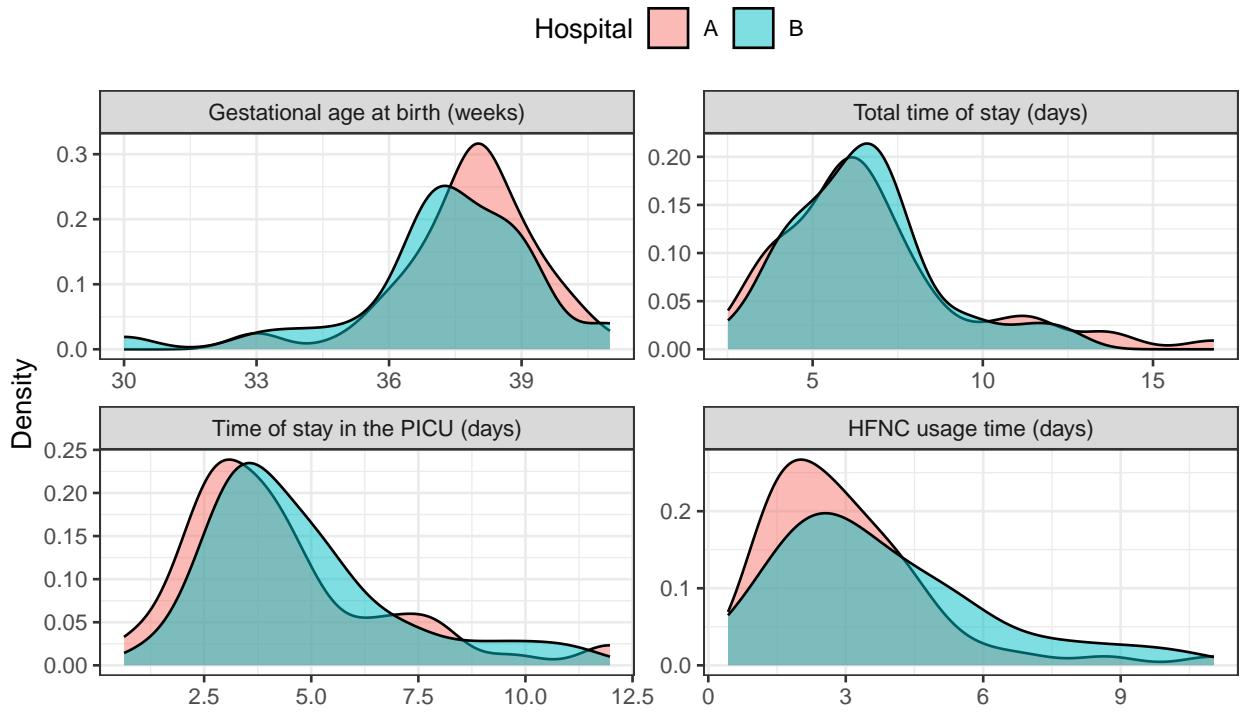 Hospital A B
Gestational age at birth (weeks)
0.3
0.2
0.1
0.0
30 33 36 39
Total time of stay (days)
0.20
0.15
0.10
0.05
0.00
5 10 15
Density
Time of stay in the PICU (days)
0.25
0.20
0.15
0.10
0.05
0.00
2.5 5.0 7.5 10.0 12.5
HFNC usage time (days)
0.2
0.1
0.0
0 3 6 9